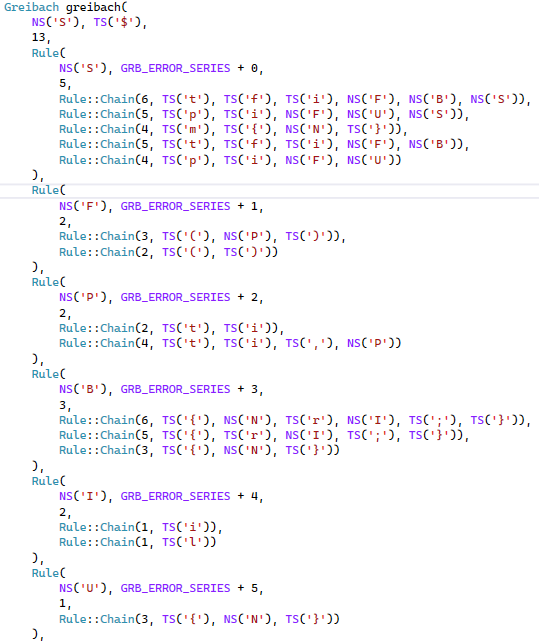 Greibach greibach(
    NS('S'), TS('$'),
    13,
    Rule(
        NS('S'), GRB_ERROR_SERIES + 0,
        5,
        Rule::Chain(6, TS('t'), TS('f'), TS('i'), NS('F'), NS('B'), NS('S')),
        Rule::Chain(5, TS('p'), TS('i'), NS('F'), NS('U'), NS('S')),
        Rule::Chain(4, TS('m'), TS('{'), NS('N'), TS('}')),
        Rule::Chain(5, TS('t'), TS('f'), TS('i'), NS('F'), NS('B')),
        Rule::Chain(4, TS('p'), TS('i'), NS('F'), NS('U'))
    ),
    Rule(
        NS('F'), GRB_ERROR_SERIES + 1,
        2,
        Rule::Chain(3, TS('('), NS('P'), TS(')')),
        Rule::Chain(2, TS('('), TS(')'))
    ),
    Rule(
        NS('P'), GRB_ERROR_SERIES + 2,
        2,
        Rule::Chain(2, TS('t'), TS('i')),
        Rule::Chain(4, TS('t'), TS('i'), TS(','), NS('P'))
    ),
    Rule(
        NS('B'), GRB_ERROR_SERIES + 3,
        3,
        Rule::Chain(6, TS('{'), NS('N'), TS('r'), NS('I'), TS(';'), TS('}')),
        Rule::Chain(5, TS('{'), TS('r'), NS('I'), TS(';'), TS('}')),
        Rule::Chain(3, TS('{'), NS('N'), TS('}'))
    ),
    Rule(
        NS('I'), GRB_ERROR_SERIES + 4,
        2,
        Rule::Chain(1, TS('i')),
        Rule::Chain(1, TS('l'))
    ),
    Rule(
        NS('U'), GRB_ERROR_SERIES + 5,
        1,
        Rule::Chain(3, TS('{'), NS('N'), TS('}'))
    ),